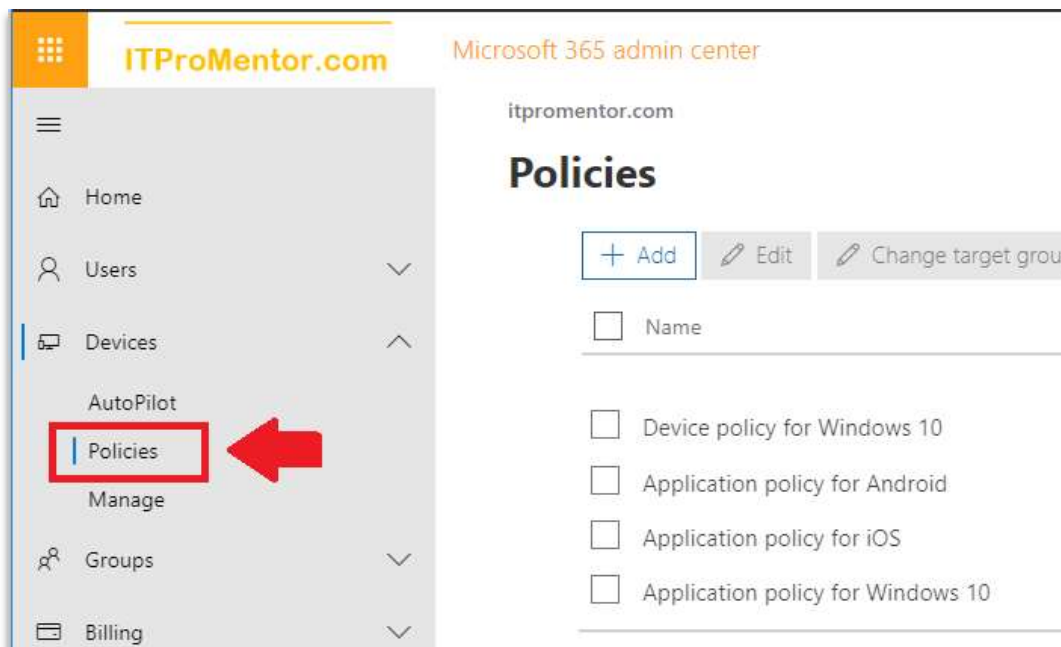 ITProMentor.com
Microsoft 365 admin center
Home
Users
Devices
AutoPilot
Policies
Manage
Groups
Billing
itpromentor.com
Policies
+ Add
Edit
Change target grou
Name
Device policy for Windows 10
Application policy for Android
Application policy for iOS
Application policy for Windows 10